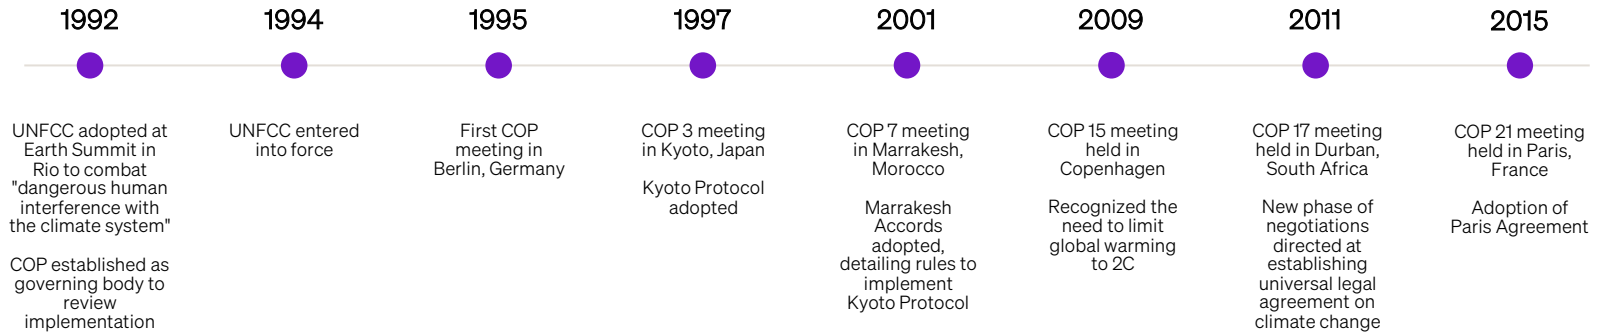 1992
UNFCC adopted at
Earth Summit in
Rio to combat
"dangerous human
interference with
the climate system"
COP established as
governing body to
review
implementation
1994
UNFCC entered
into force
1995
First COP
meeting in
Berlin, Germany
1997
COP 3 meeting
in Kyoto, Japan
Kyoto Protocol
adopted
2001
COP 7 meeting
in Marrakesh,
Morocco
Marrakesh
Accords
adopted,
detailing rules to
implement
Kyoto Protocol
2009
COP 15 meeting
held in
Copenhagen
Recognized the
need to limit
global warming
to 2C
2011
COP 17 meeting
held in Durban,
South Africa
New phase of
negotiations
directed at
establishing
universal legal
agreement on
climate change
2015
COP 21 meeting
held in Paris,
France
Adoption of
Paris Agreement